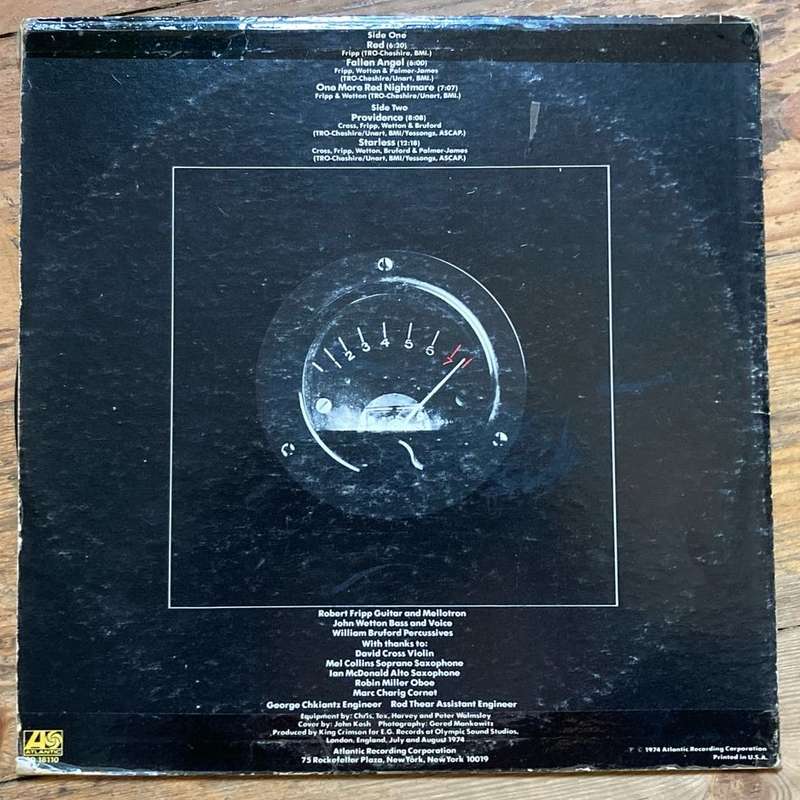 Side One
Red (6:20)
Fripp (TRO-Cheshire, BMI.)
Fallen Angel (6:00)
Fripp, Wetton & Palmer-James
(TRO-Cheshire/Unart, BMI.)
One More Red Nightmare (7:07)
Fripp & Wetton (TRO-Cheshire/Unart, BMI.)
Side Two
Providence (8:08)
Cross, Fripp, Wetton & Bruford
(TRO-Cheshire/Unart, BMI/Yessongs, ASCAP.)
Starless (12:18)
Cross, Fripp, Wetton, Bruford & Palmer-James
(TRO-Cheshire/Unart, BMI/Yessongs, ASCAP.)
2 3 4 5 6 7
Robert Fripp Guitar and Mellotron
John Wetton Bass and Voice
William Bruford Percussives
With thanks to:
David Cross Violin
Mel Collins Soprano Saxophone
Ian McDonald Alto Saxophone
Robin Miller Oboe
Marc Charig Cornet
George Chkiantz Engineer Rod Thear Assistant Engineer
Equipment by: Chris, Tex, Harvey and Peter Walmsley
Cover by: John Kosh Photography: Gered Mankowitz
Produced by King Crimson for E.G. Records at Olympic Sound Studios,
London, England, July and August 1974
Atlantic Recording Corporation
75 Rockefeller Plaza, New York, New York 10019
ATLANTIC
18110
P © 1974 Atlantic Recording Corporation
Printed in U.S.A.